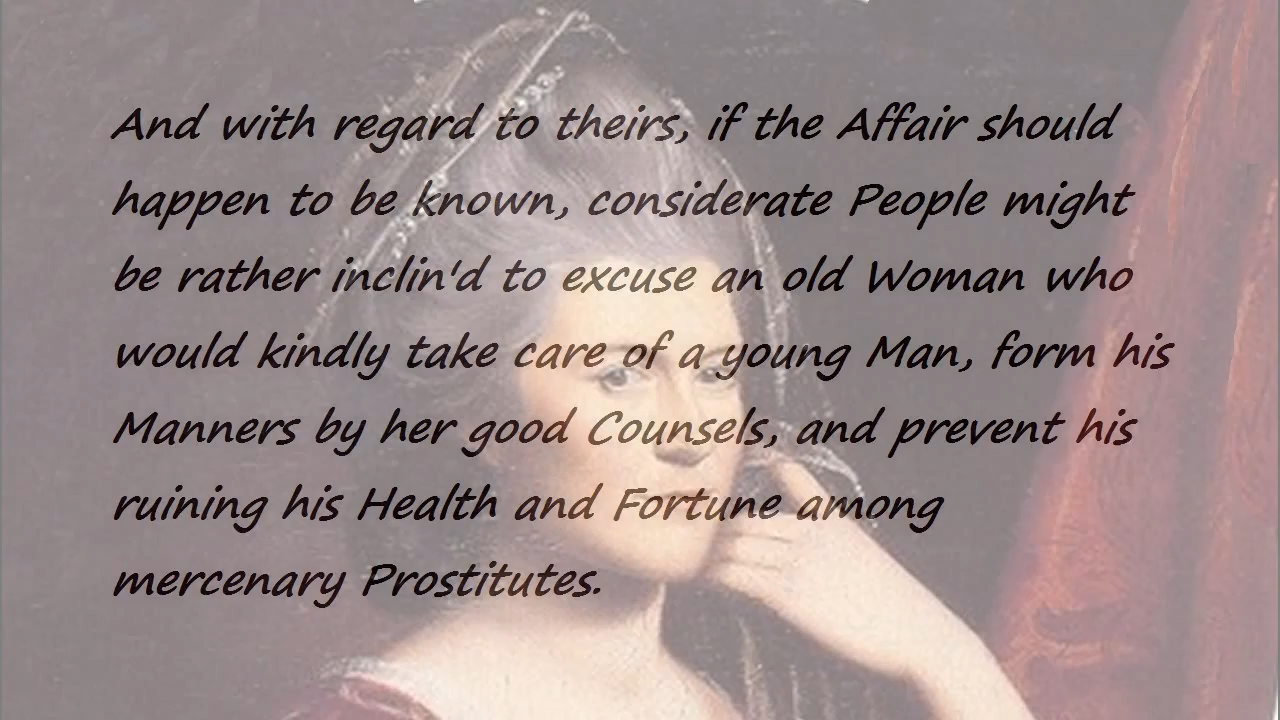 And with regard to theirs, if the Affair should
happen to be known, considerate People might
be rather inclin'd to excuse an old Woman who
would kindly take care of a young Man, form his
Manners by her good Counsels, and prevent his
ruining his Health and Fortune among
mercenary Prostitutes.